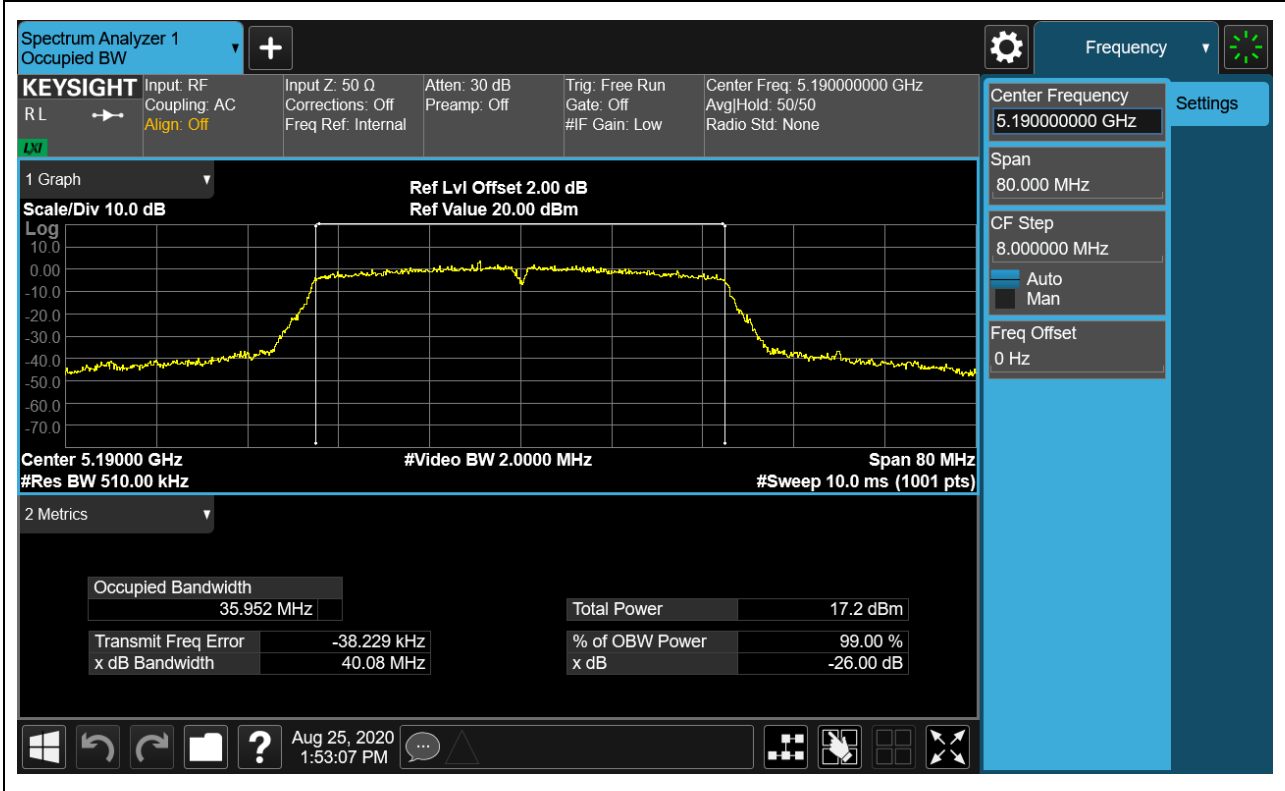 Spectrum Analyzer 1
Occupied BW
+
Frequency
KEYSIGHT
RL
LXI
Input: RF
Coupling: AC
Align: Off
Input Z: 50 Ω
Corrections: Off
Freq Ref: Internal
Atten: 30 dB
Preamp: Off
Trig: Free Run
Gate: Off
#IF Gain: Low
Center Freq: 5.190000000 GHz
Avg|Hold: 50/50
Radio Std: None
Center Frequency
5.190000000 GHz
Settings
Span
80.000 MHz
CF Step
8.000000 MHz
Auto
Man
Freq Offset
0 Hz
1 Graph
Scale/Div 10.0 dB
Ref Lvl Offset 2.00 dB
Ref Value 20.00 dBm
Log
10.0
0.00
-10.0
-20.0
-30.0
-40.0
-50.0
-60.0
-70.0
Center 5.19000 GHz
#Video BW 2.0000 MHz
Span 80 MHz
#Res BW 510.00 kHz
#Sweep 10.0 ms (1001 pts)
2 Metrics
Occupied Bandwidth
35.952 MHz
Total Power 17.2 dBm
Transmit Freq Error -38.229 kHz
% of OBW Power 99.00 %
x dB Bandwidth 40.08 MHz
x dB -26.00 dB
?
Aug 25, 2020
1:53:07 PM